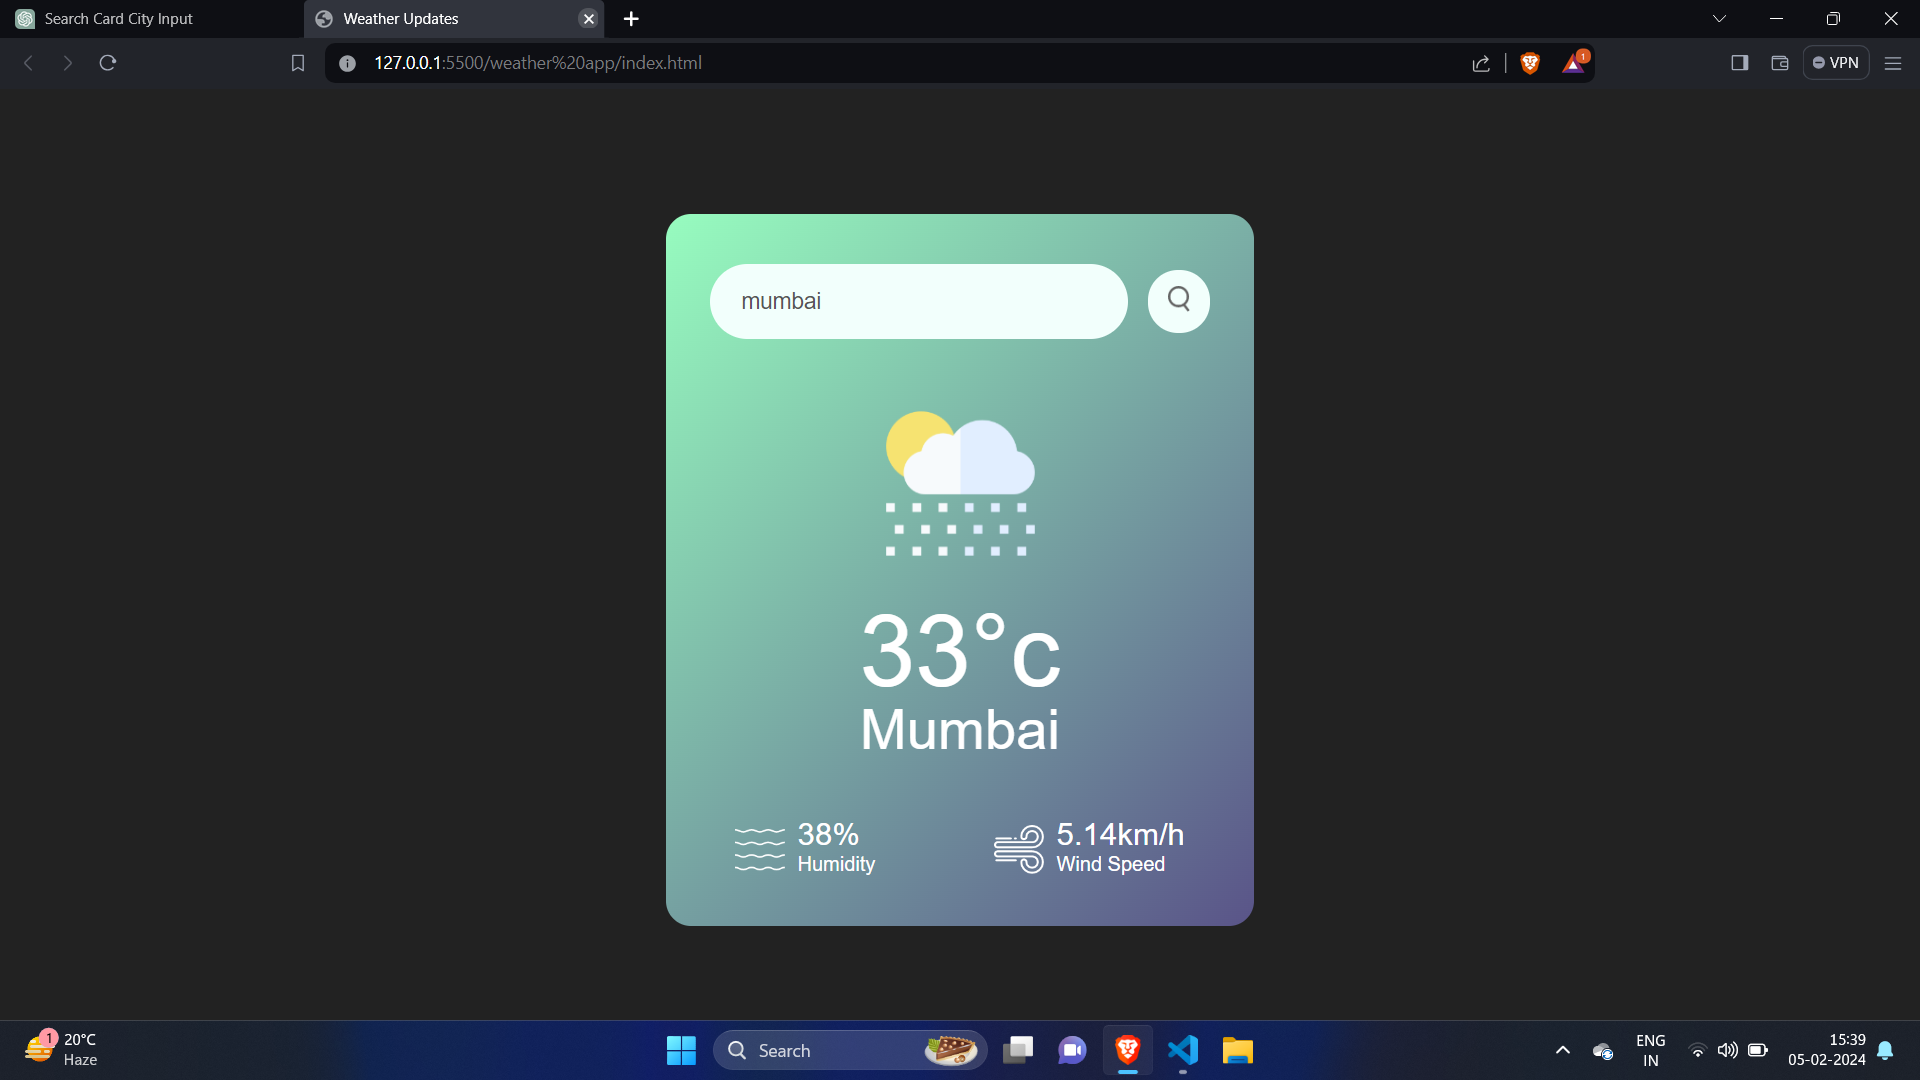 Search Card City Input
Weather Updates
127.0.0.1:5500/weather%20app/index.html
1
VPN
mumbai
33°c
Mumbai
38%
Humidity
5.14km/h
Wind Speed
1
20°C
Haze
Search
ENG
IN
15:39
05-02-2024